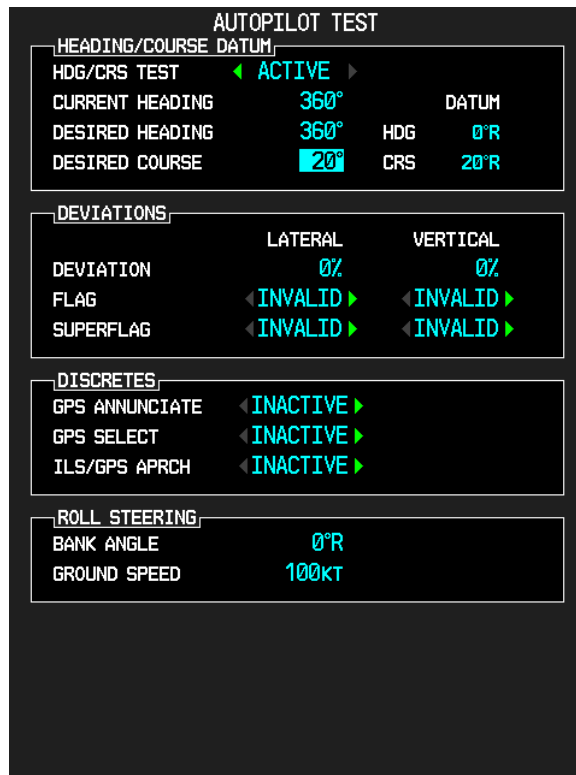 AUTOPILOT TEST
HEADING/COURSE DATUM
HDG/CRS TEST ACTIVE
CURRENT HEADING 360° DATUM
DESIRED HEADING 360° HDG 0°R
DESIRED COURSE 20° CRS 20°R
DEVIATIONS
LATERAL VERTICAL
DEVIATION 0% 0%
FLAG INVALID INVALID
SUPERFLAG INVALID INVALID
DISCRETES
GPS ANNUNCIATE INACTIVE
GPS SELECT INACTIVE
ILS/GPS APRCH INACTIVE
ROLL STEERING
BANK ANGLE 0°R
GROUND SPEED 100KT